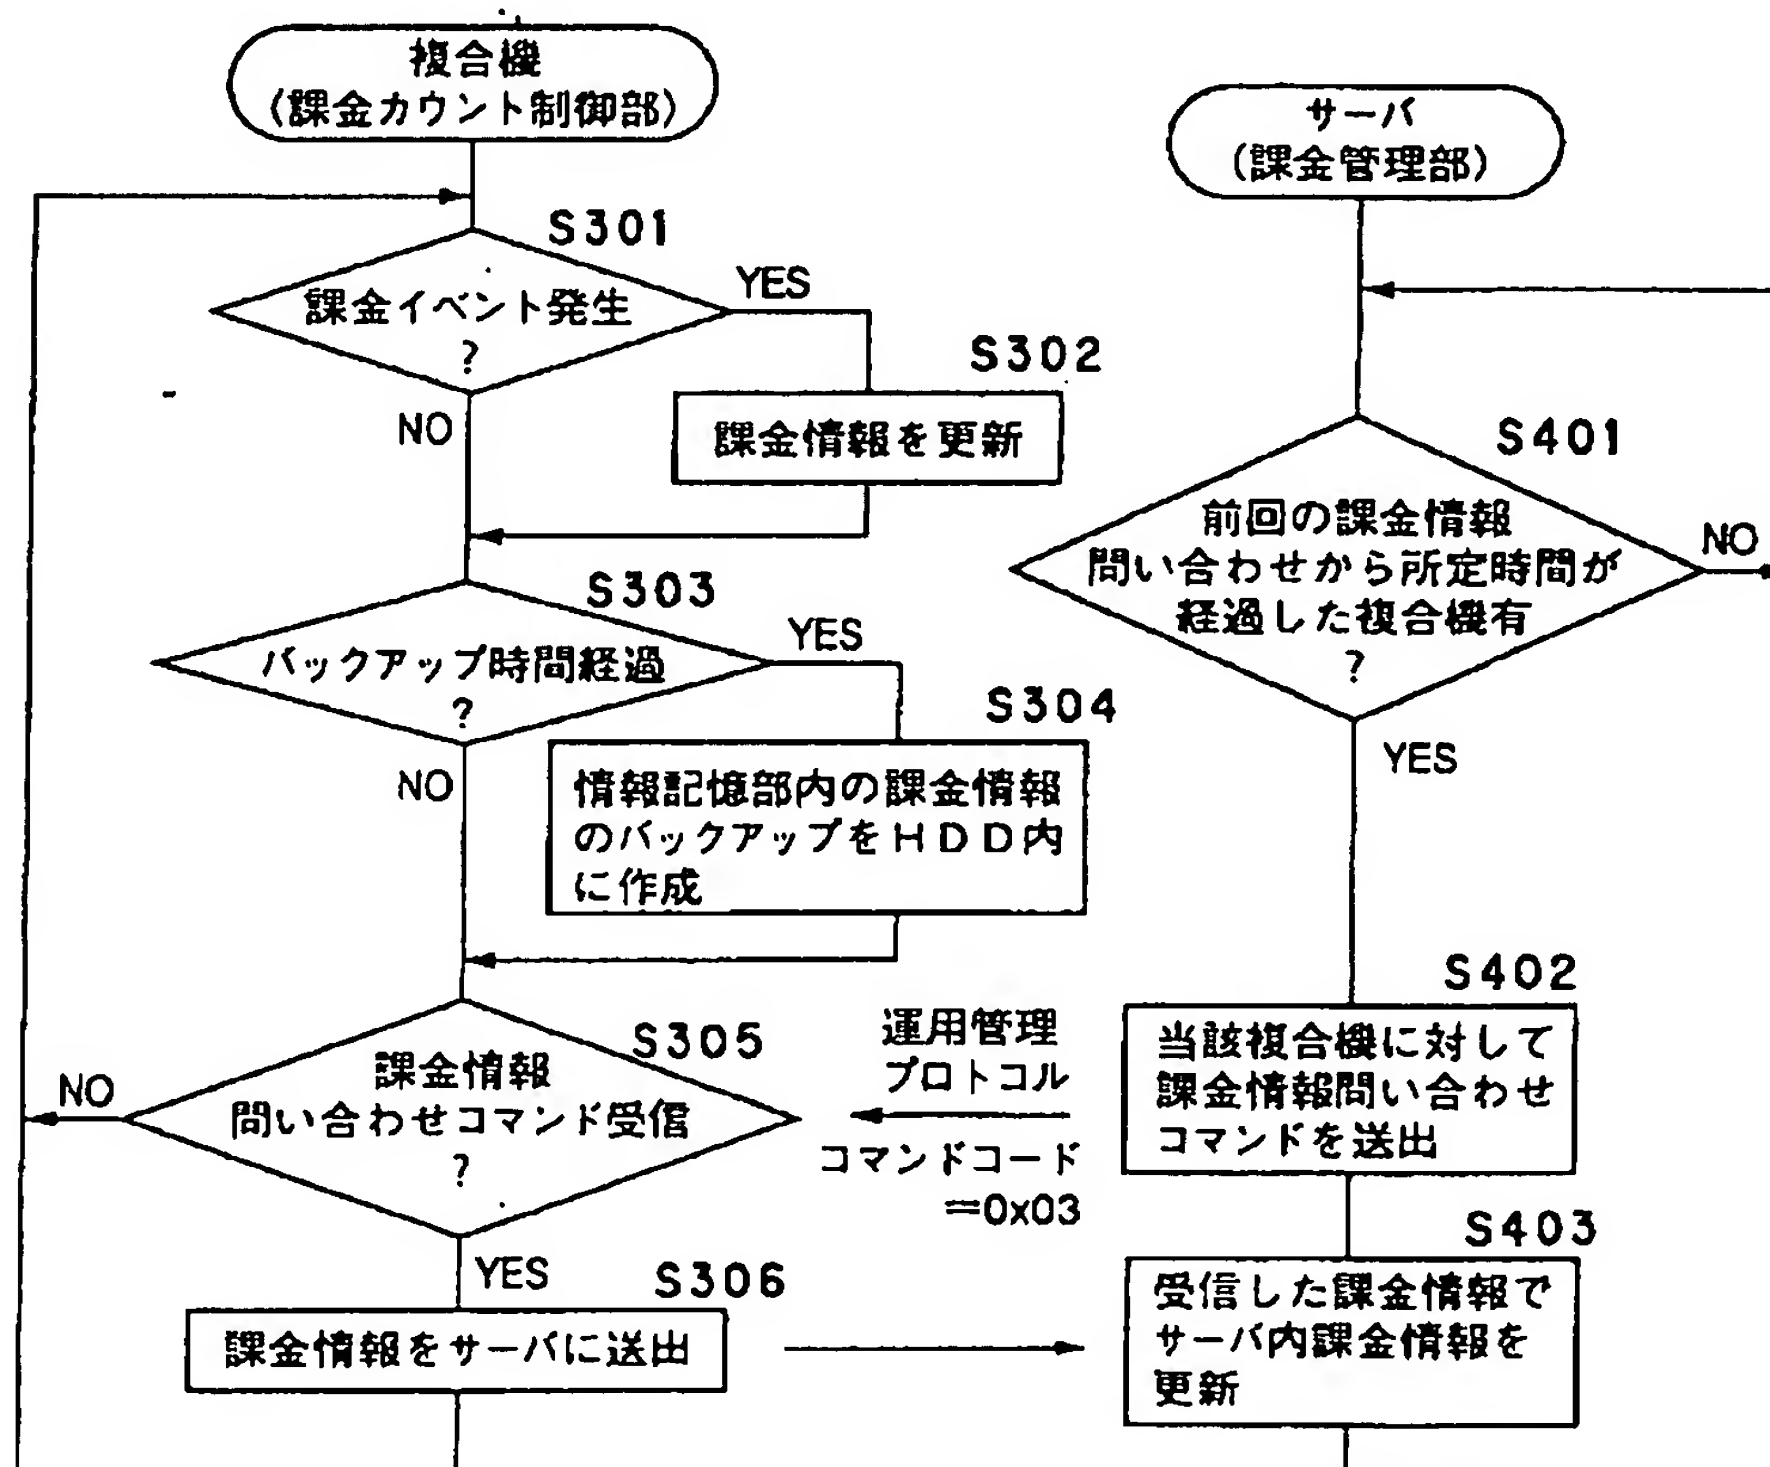 複合機
(課金カウント制御部)
S301
課金イベント発生
?
YES
NO
S302
課金情報を更新
S303
バックアップ時間経過
?
YES
NO
S304
情報記憶部内の課金情報
のバックアップをHDD内
に作成
S305
課金情報
問い合わせコマンド受信
?
NO
YES
S306
課金情報をサーバに送出
運用管理
プロトコル
コマンドコード
=0x03
サーバ
(課金管理部)
S401
前回の課金情報
問い合わせから所定時間が
経過した複合機有
?
NO
YES
S402
当該複合機に対して
課金情報問い合わせ
コマンドを送出
S403
受信した課金情報で
サーバ内課金情報を
更新